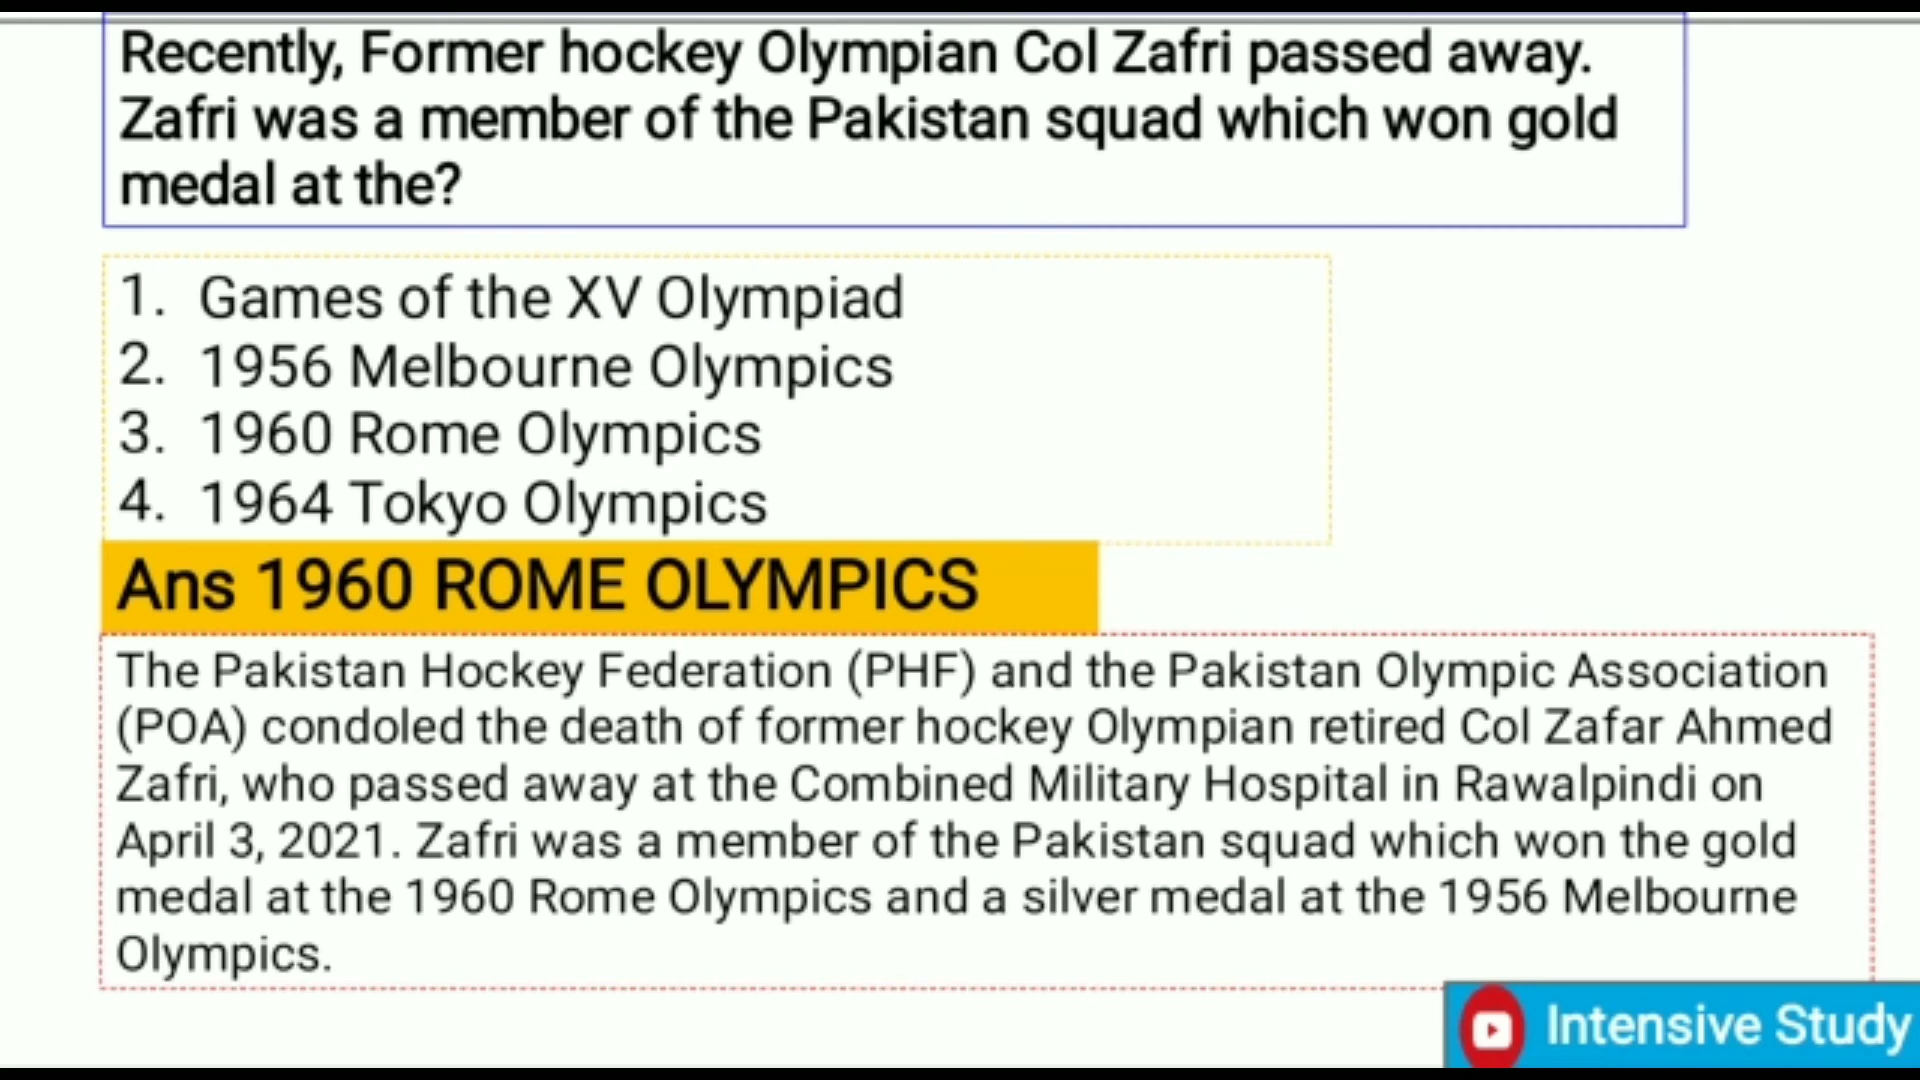 Recently, Former hockey Olympian Col Zafri passed away.
Zafri was a member of the Pakistan squad which won gold
medal at the?
1. Games of the XV Olympiad
2. 1956 Melbourne Olympics
3. 1960 Rome Olympics
4. 1964 Tokyo Olympics
Ans 1960 ROME OLYMPICS
The Pakistan Hockey Federation (PHF) and the Pakistan Olympic Association
(POA) condoled the death of former hockey Olympian retired Col Zafar Ahmed
Zafri, who passed away at the Combined Military Hospital in Rawalpindi on
April 3, 2021. Zafri was a member of the Pakistan squad which won the gold
medal at the 1960 Rome Olympics and a silver medal at the 1956 Melbourne
Olympics.
Intensive Study